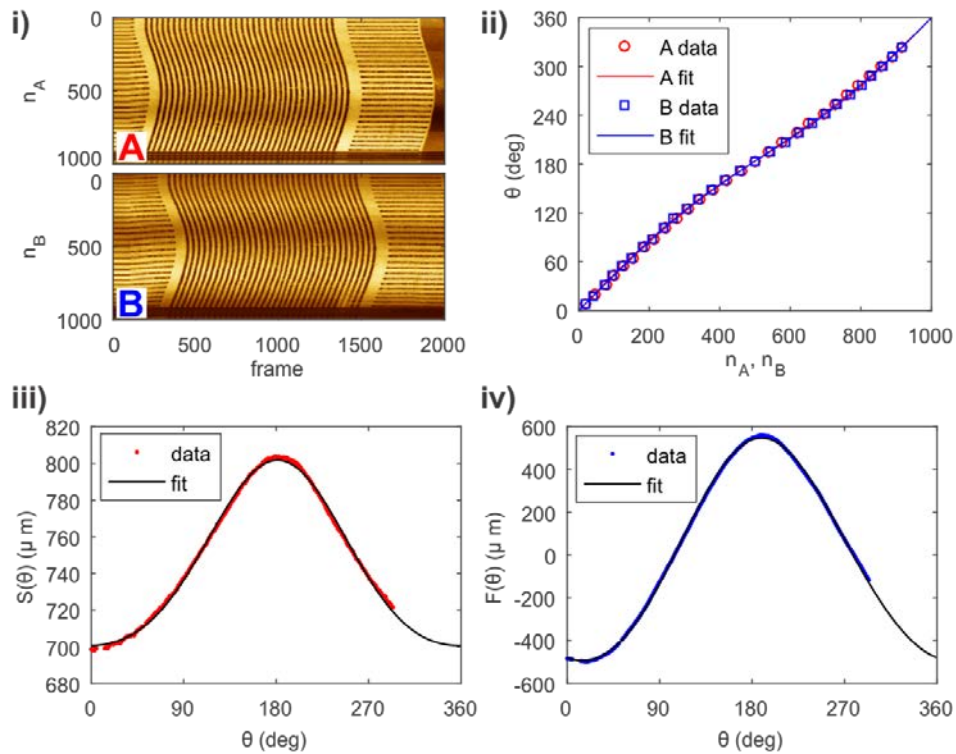 i)
0
n_A 500
1000
A
0
n_B 500
1000
B
0 500 1000 1500 2000
frame
ii)
360
300
240
180
120
60
0
θ (deg)
A data
A fit
B data
B fit
0 200 400 600 800 1000
n_A, n_B
iii)
820
800
780
760
740
720
700
680
S(θ) (μ m)
data
fit
0 90 180 270 360
θ (deg)
iv)
600
400
200
0
-200
-400
-600
F(θ) (μ m)
data
fit
0 90 180 270 360
θ (deg)